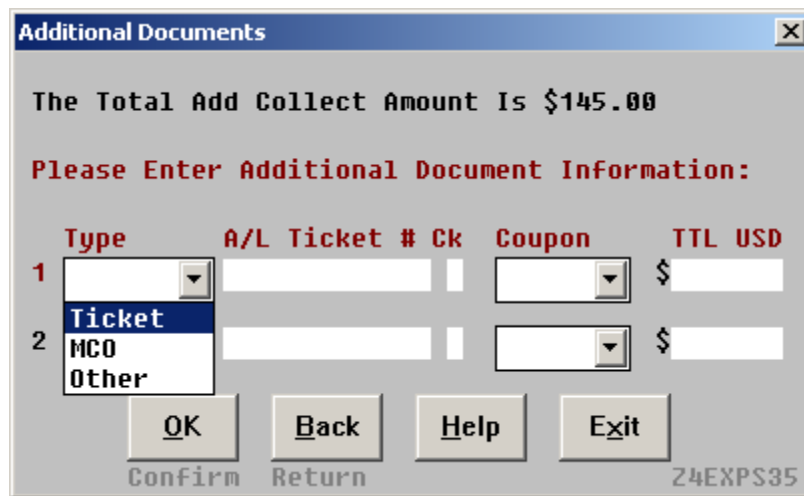 Additional Documents
The Total Add Collect Amount Is $145.00
Please Enter Additional Document Information:
Type A/L Ticket # Ck Coupon TTL USD
1 $
Ticket
2 MCO $
Other
OK Back Help Exit
Confirm Return Z4EXPS35